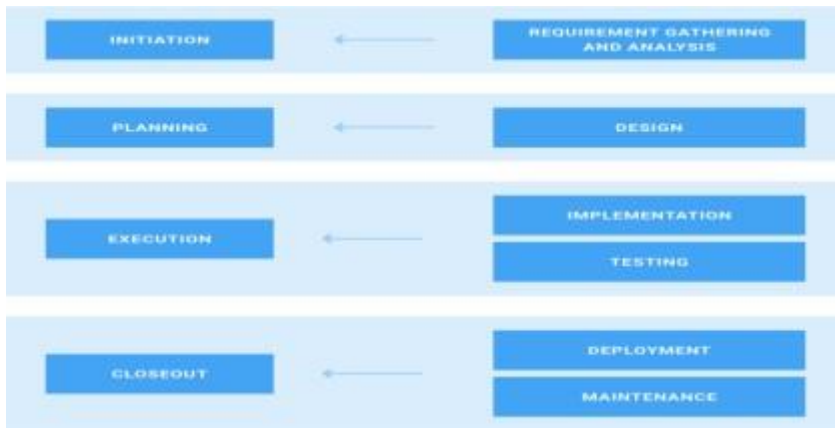 INITIATION
REQUIREMENT GATHERING
AND ANALYSIS
PLANNING
DESIGN
EXECUTION
IMPLEMENTATION
TESTING
CLOSEOUT
DEPLOYMENT
MAINTENANCE